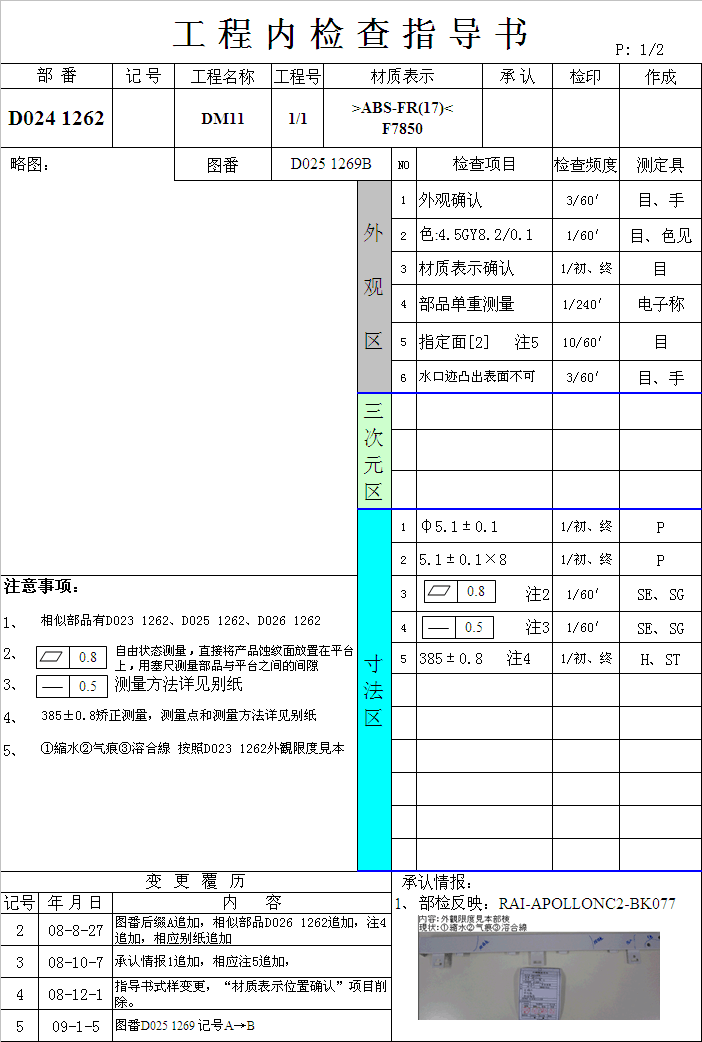 工程内检查指导书
P: 1/2
部 番 记 号 工程名称 工程号 材质表示 承 认 检印 作成
D024 1262 DM11 1/1 >ABS-FR(17)<
F7850
略图: 图番 D025 1269B NO 检查项目 检查频度 测定具
外观区
1 外观确认 3/60′ 目、手
2 色:4.5GY8.2/0.1 1/60′ 目、色见
3 材质表示确认 1/初、终 目
4 部品单重测量 1/240′ 电子称
5 指定面[2] 注5 10/60′ 目
6 水口迹凸出表面不可 3/60′ 目、手
三次元区
寸法区
1 φ5.1±0.1 1/初、终 P
2 5.1±0.1×8 1/初、终 P
3 0.8 注2 1/60′ SE、SG
4 0.5 注3 1/60′ SE、SG
5 385±0.8 注4 1/初、终 H、ST
注意事项:
1、 相似部品有D023 1262、D025 1262、D026 1262
2、 0.8 自由状态测量,直接将产品蚀纹面放置在平台
上,用塞尺测量部品与平台之间的间隙
3、 0.5 测量方法详见别纸
4、 385±0.8矫正测量,测量点和测量方法详见别纸
5、 ①縮水②气痕③溶合線 按照D023 1262外観限度見本
变 更 履 历
记号 年 月 日 内 容
2 08-8-27 图番后缀A追加,相似部品D026 1262追加,注4
追加,相应别纸追加
3 08-10-7 承认情报1追加,相应注5追加,
4 08-12-1 指导书式样变更,“材质表示位置确认”项目削
除。
5 09-1-5 图番D025 1269 记号A→B
承认情报:
1、 部检反映: RAI-APOLLONC2-BK077
内容:外観限度見本部検
現状:①縮水②气痕③溶合線